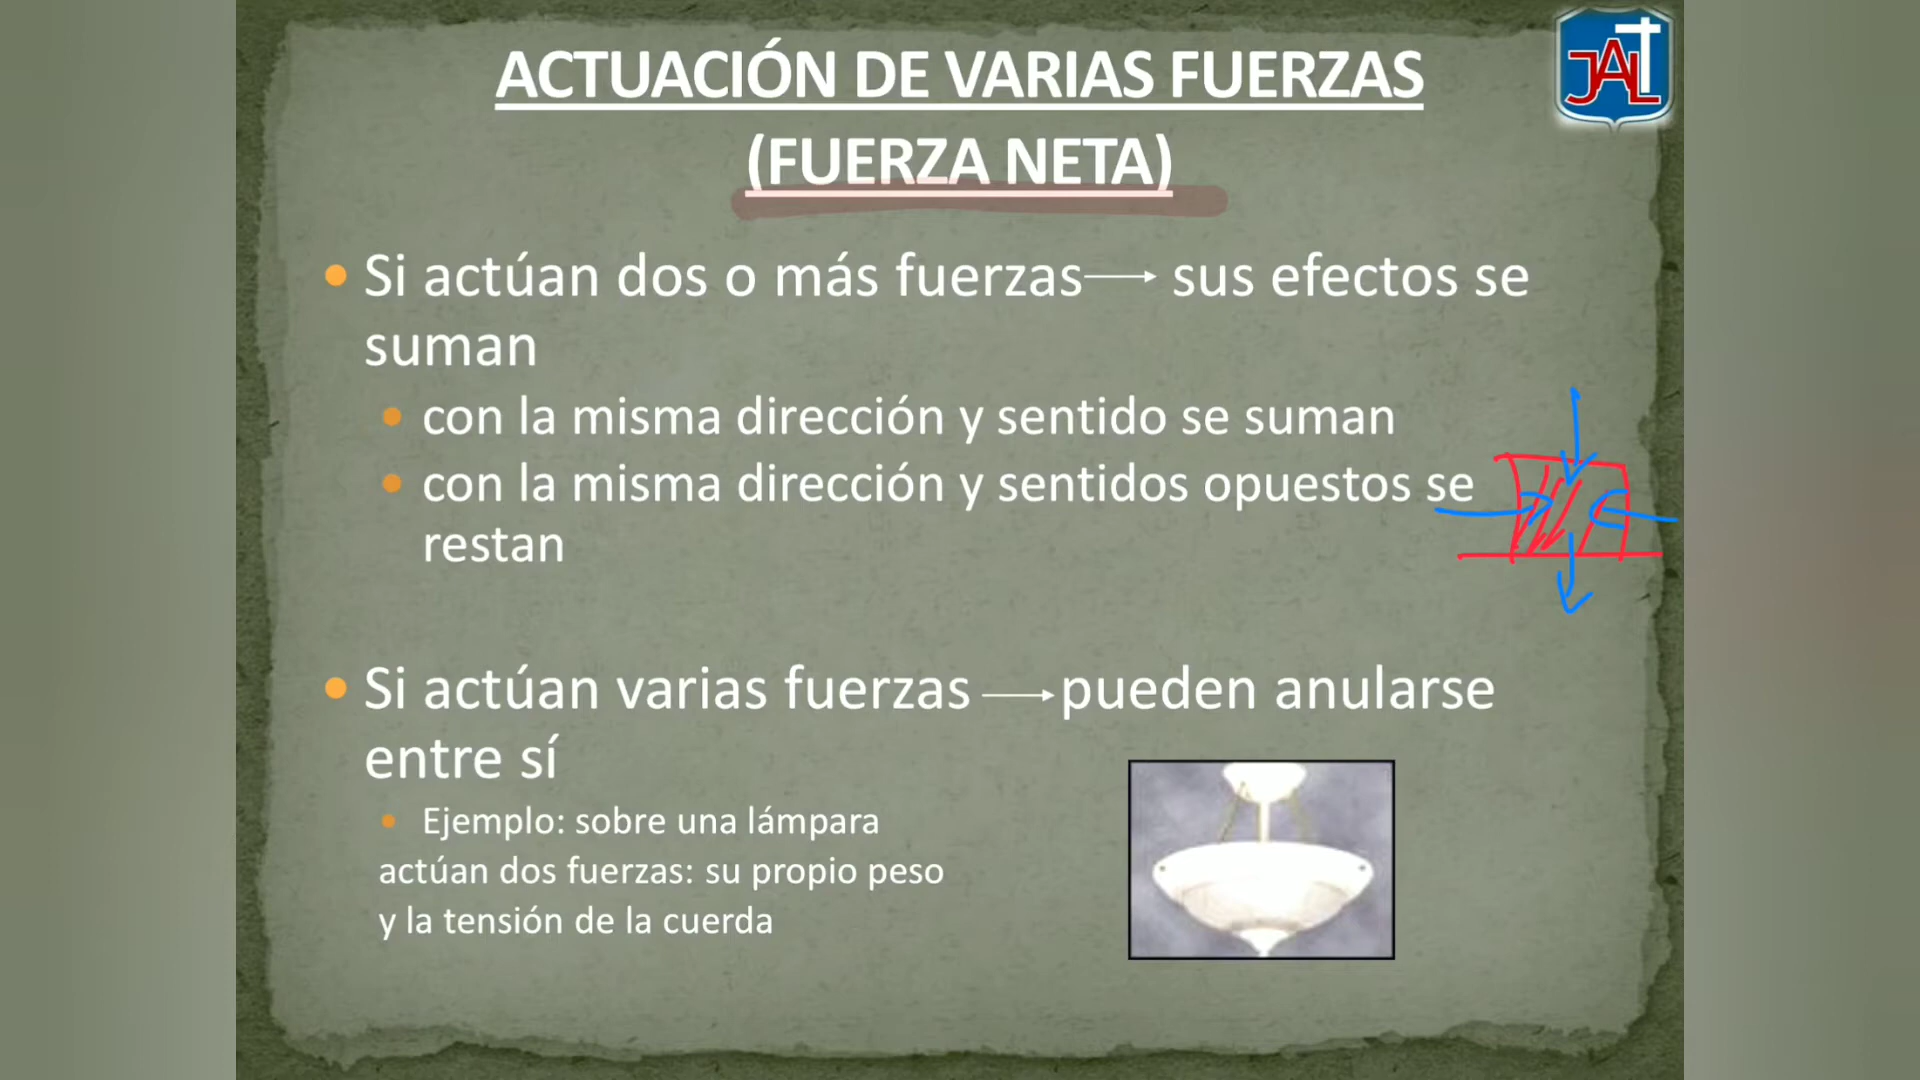 ACTUACIÓN DE VARIAS FUERZAS
(FUERZA NETA)
JALT
Si actúan dos o más fuerzas sus efectos se
suman
con la misma dirección y sentido se suman
con la misma dirección y sentidos opuestos se
restan
Si actúan varias fuerzas pueden anularse
entre sí
Ejemplo: sobre una lámpara
actúan dos fuerzas: su propio peso
y la tensión de la cuerda